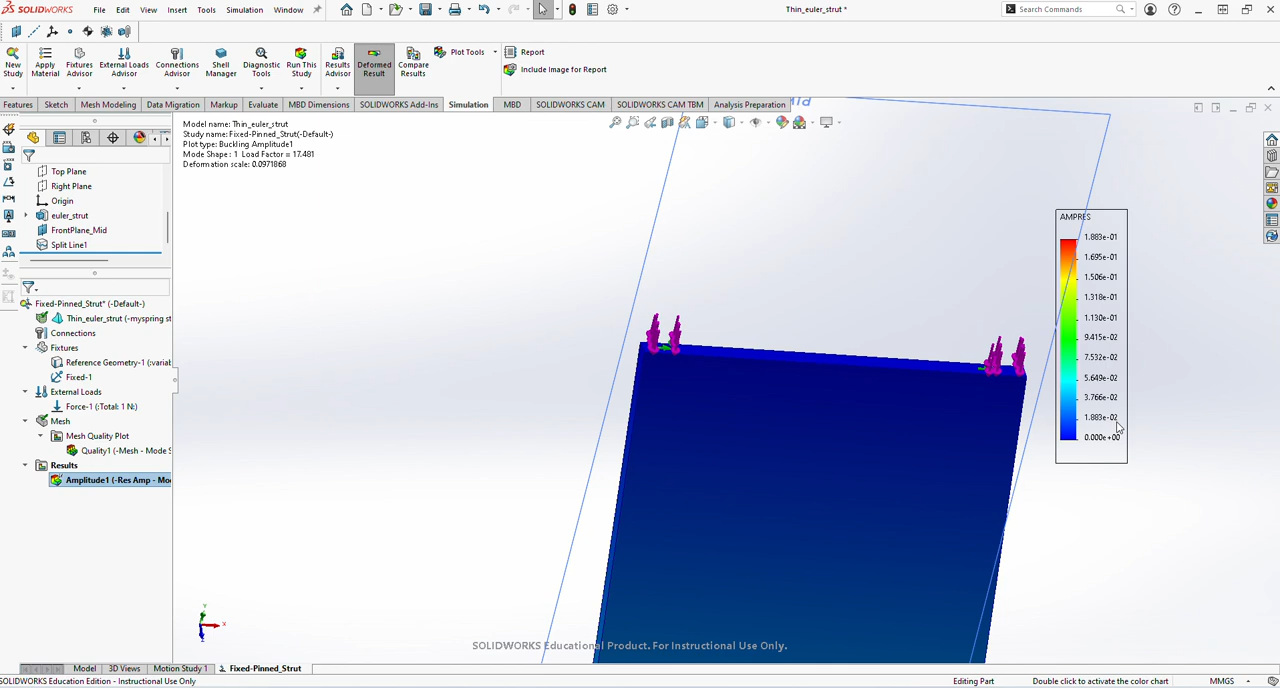 SOLIDWORKS
File Edit View Insert Tools Simulation Window
Thin_euler_strut *
Search Commands
New Study
Apply Material
Fixtures Advisor
External Loads Advisor
Connections Advisor
Shell Manager
Diagnostic Tools
Run This Study
Results Advisor
Deformed Result
Compare Results
Plot Tools
Report
Include Image for Report
Features Sketch Mesh Modeling Data Migration Markup Evaluate MBD Dimensions SOLIDWORKS Add-Ins Simulation MBD SOLIDWORKS CAM SOLIDWORKS CAM TBM Analysis Preparation
Top Plane
Right Plane
Origin
euler_strut
FrontPlane_Mid
Split Line1
Fixed-Pinned_Strut* (-Default-)
Thin_euler_strut (-myspring st
Connections
Fixtures
Reference Geometry-1 (:variab
Fixed-1
External Loads
Force-1 (:Total: 1 N:)
Mesh
Mesh Quality Plot
Quality1 (-Mesh - Mode S
Results
Amplitude1 (-Res Amp - Mo
Model name: Thin_euler_strut
Study name: Fixed-Pinned_Strut(-Default-)
Plot type: Buckling Amplitude1
Mode Shape : 1 Load Factor = 17.481
Deformation scale: 0.0971868
AMPRES
1.883e-01
1.695e-01
1.506e-01
1.318e-01
1.130e-01
9.415e-02
7.532e-02
5.649e-02
3.766e-02
1.883e-02
0.000e+00
Y
X
SOLIDWORKS Educational Product. For Instructional Use Only.
Model 3D Views Motion Study 1 Fixed-Pinned_Strut
SOLIDWORKS Education Edition - Instructional Use Only
Editing Part
Double click to activate the color chart
MMGS